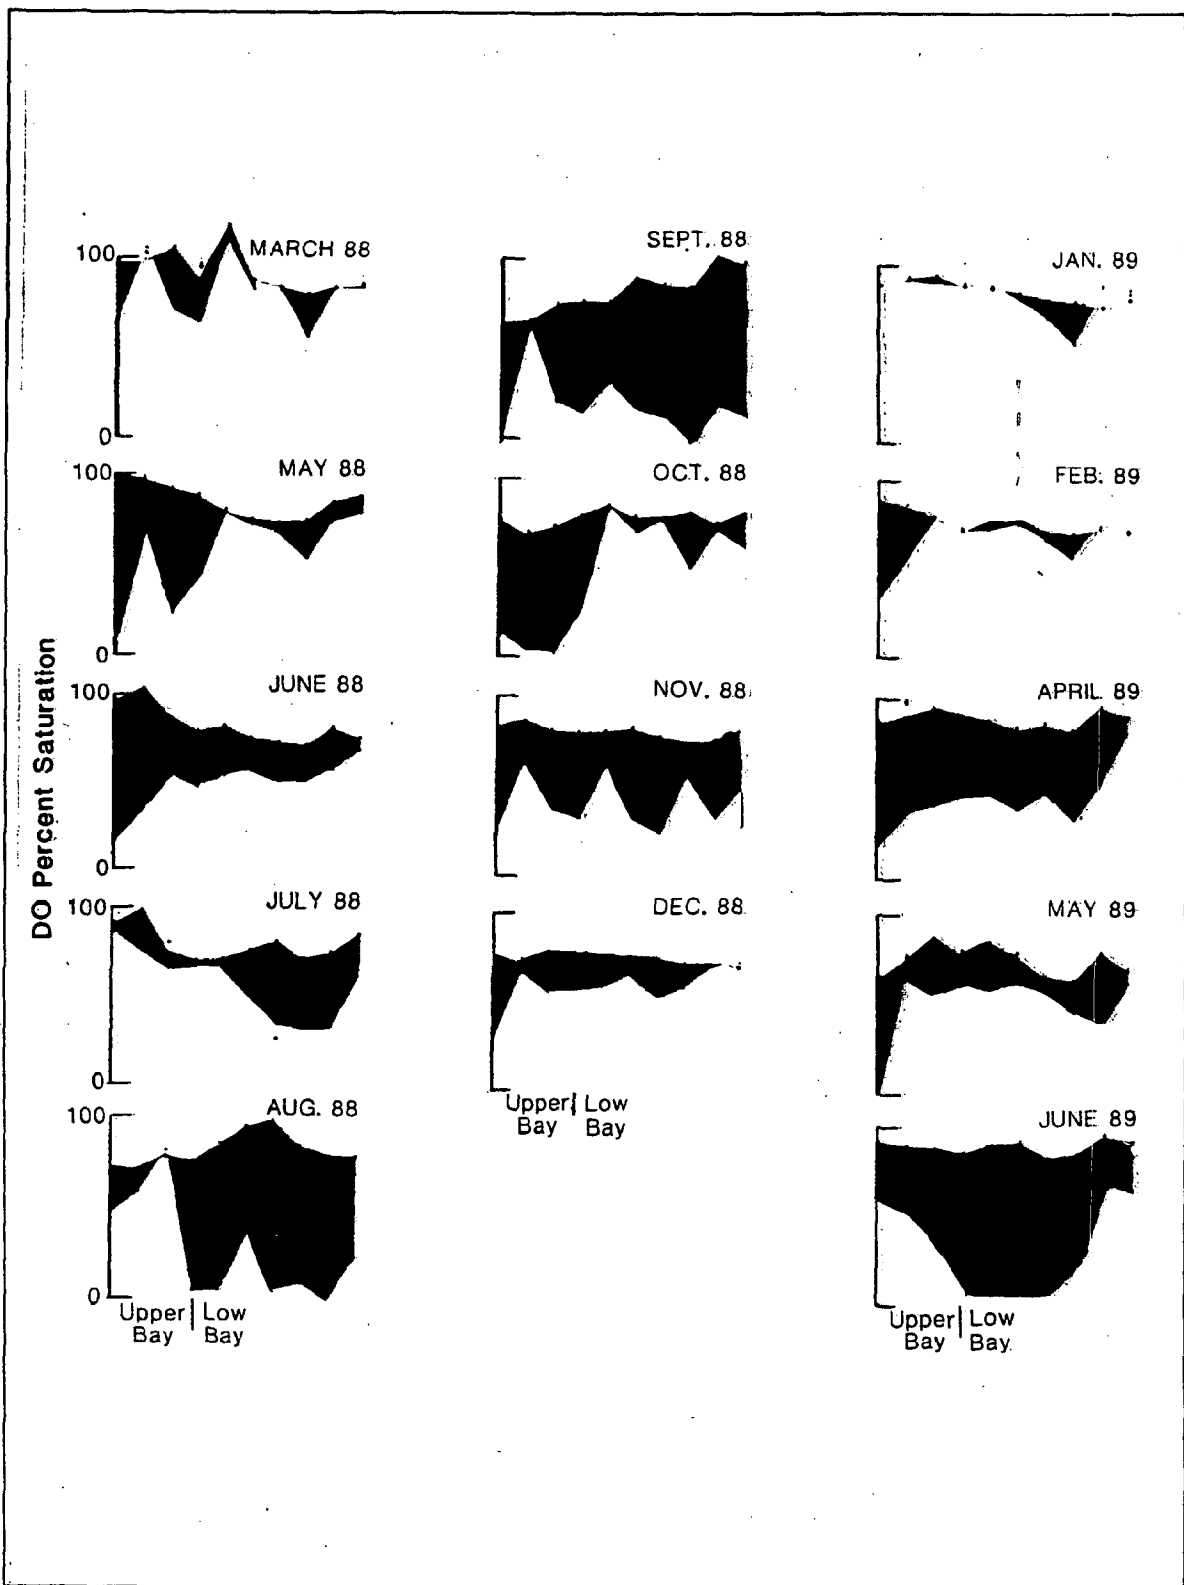 DO Percent Saturation
MARCH 88
100
0
MAY 88
100
0
JUNE 88
100
0
JULY 88
100
0
AUG. 88
100
0
Upper | Low
Bay | Bay
SEPT. 88
OCT. 88
NOV. 88
DEC. 88
Upper | Low
Bay | Bay
JAN. 89
FEB. 89
APRIL 89
MAY 89
JUNE 89
Upper | Low
Bay | Bay